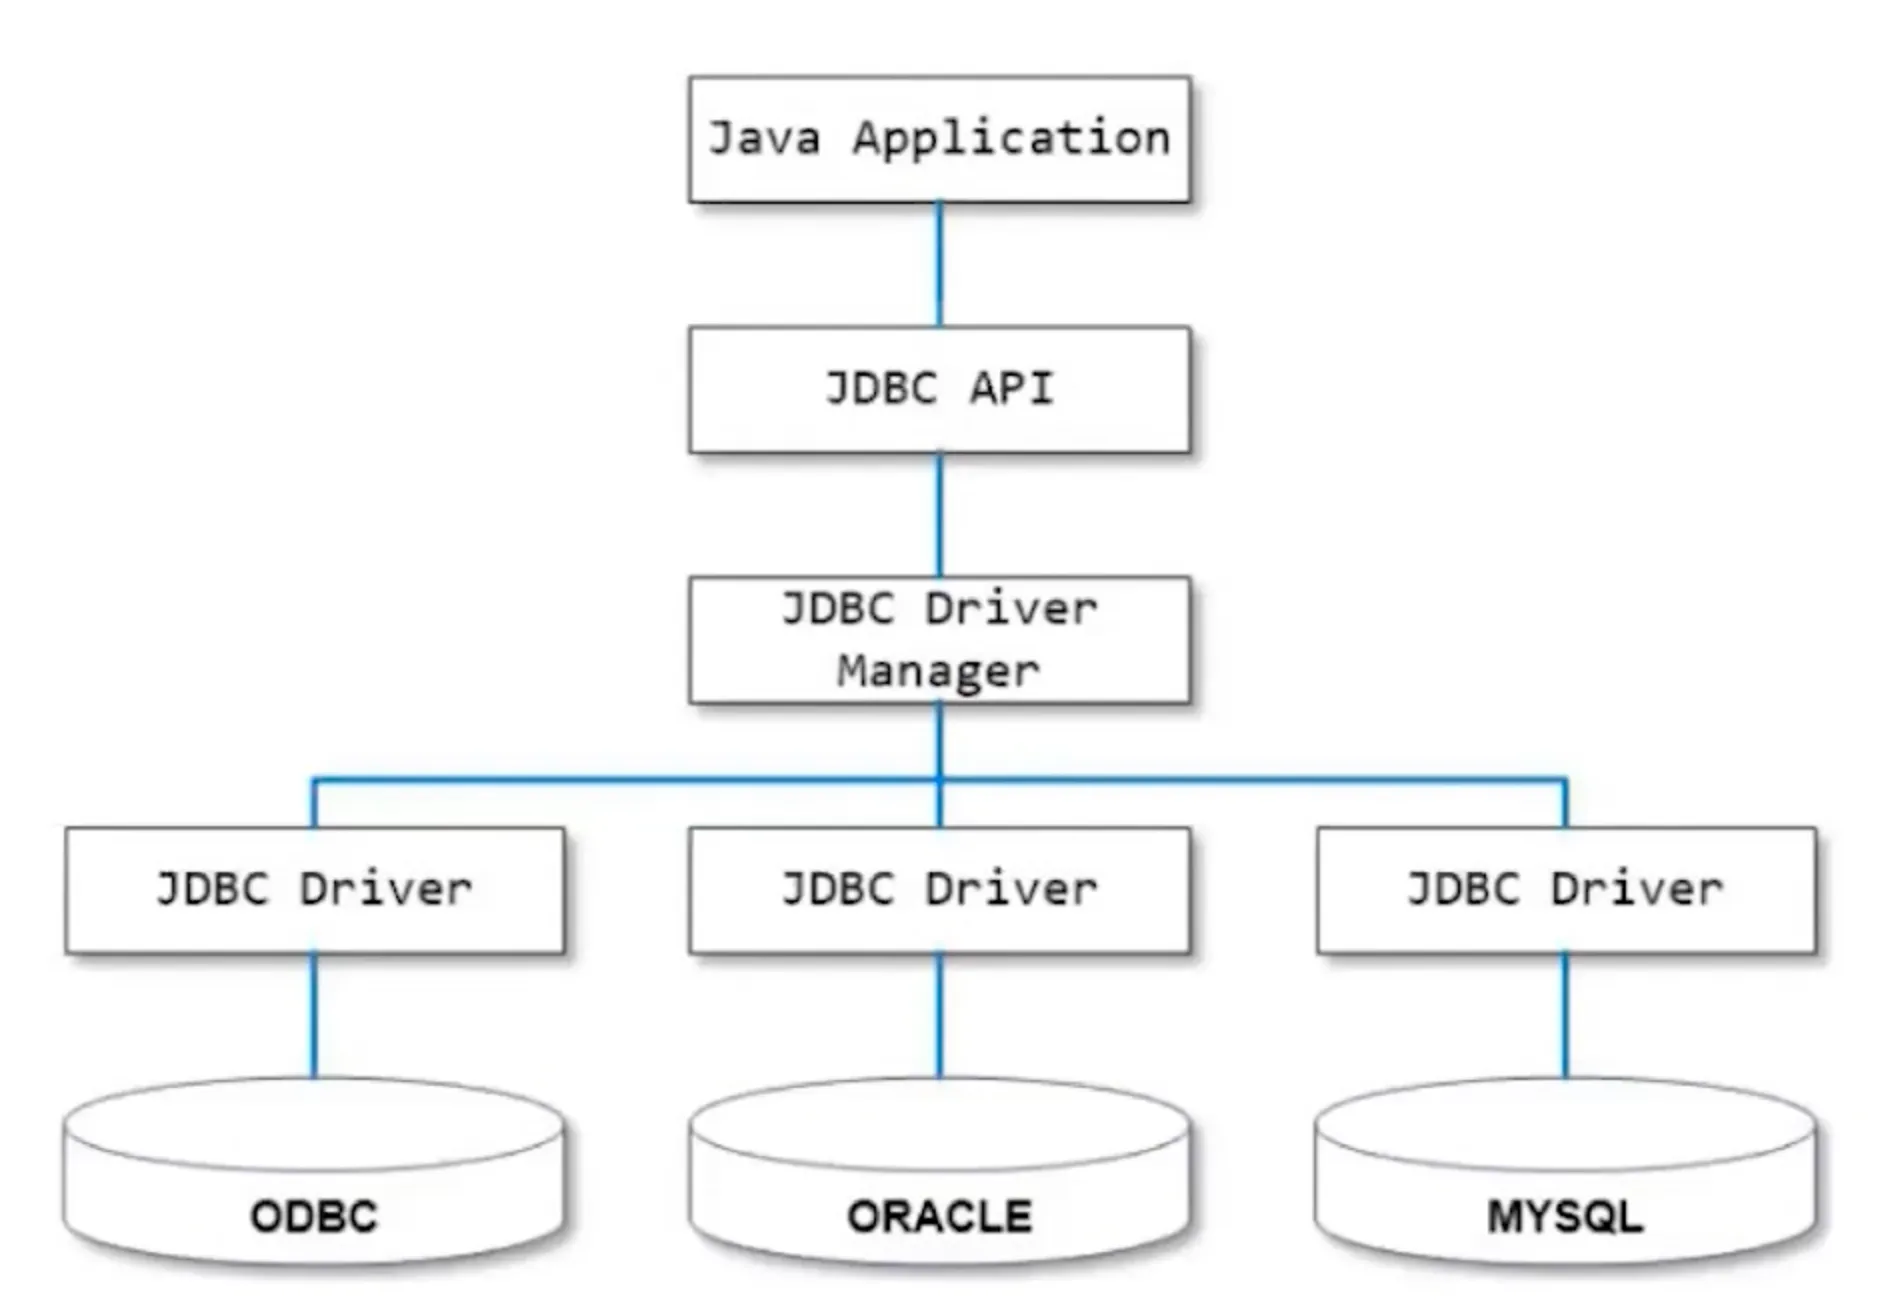 Java Application
JDBC API
JDBC Driver
Manager
JDBC Driver
JDBC Driver
JDBC Driver
ODBC
ORACLE
MYSQL